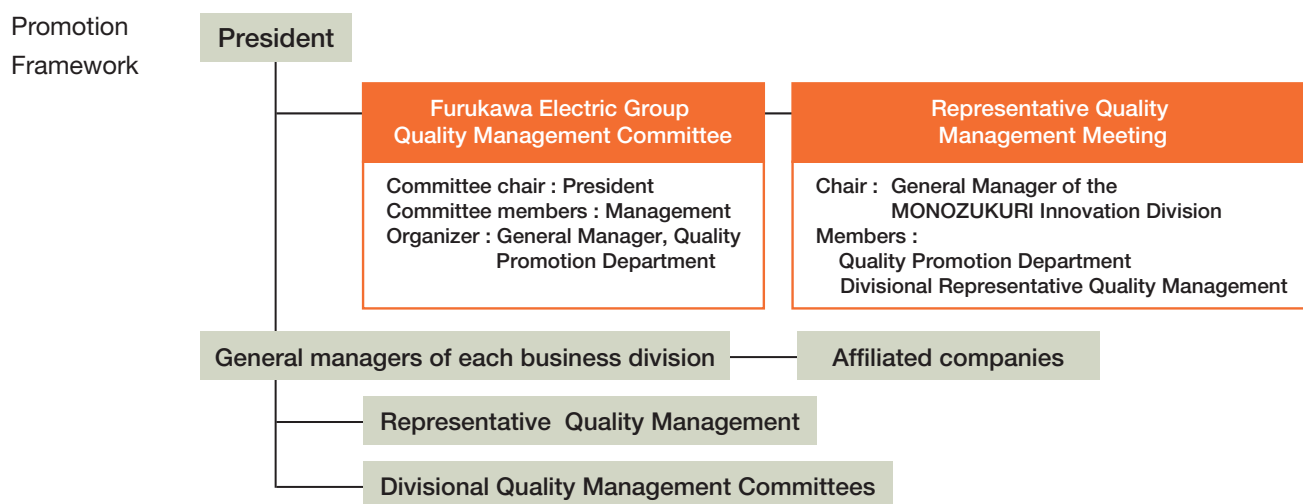 Promotion
Framework
President
Furukawa Electric Group
Quality Management Committee
Committee chair : President
Committee members : Management
Organizer : General Manager, Quality
Promotion Department
Representative Quality
Management Meeting
Chair : General Manager of the
MONOZUKURI Innovation Division
Members :
Quality Promotion Department
Divisional Representative Quality Management
General managers of each business division
Affiliated companies
Representative Quality Management
Divisional Quality Management Committees